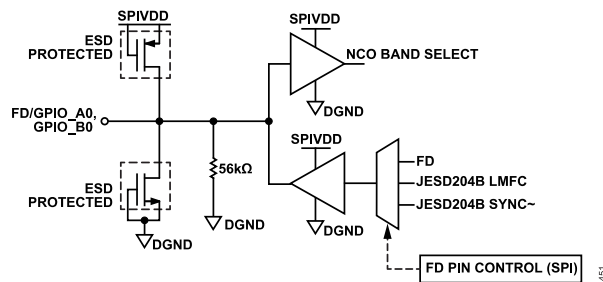 SPIVDD
ESD
PROTECTED
SPIVDD
NCO BAND SELECT
DGND
FD/GPIO_A0,
GPIO_B0
SPIVDD
56kΩ
FD
JESD204B LMFC
JESD204B SYNC~
ESD
PROTECTED
DGND
DGND
DGND
FD PIN CONTROL (SPI)
451